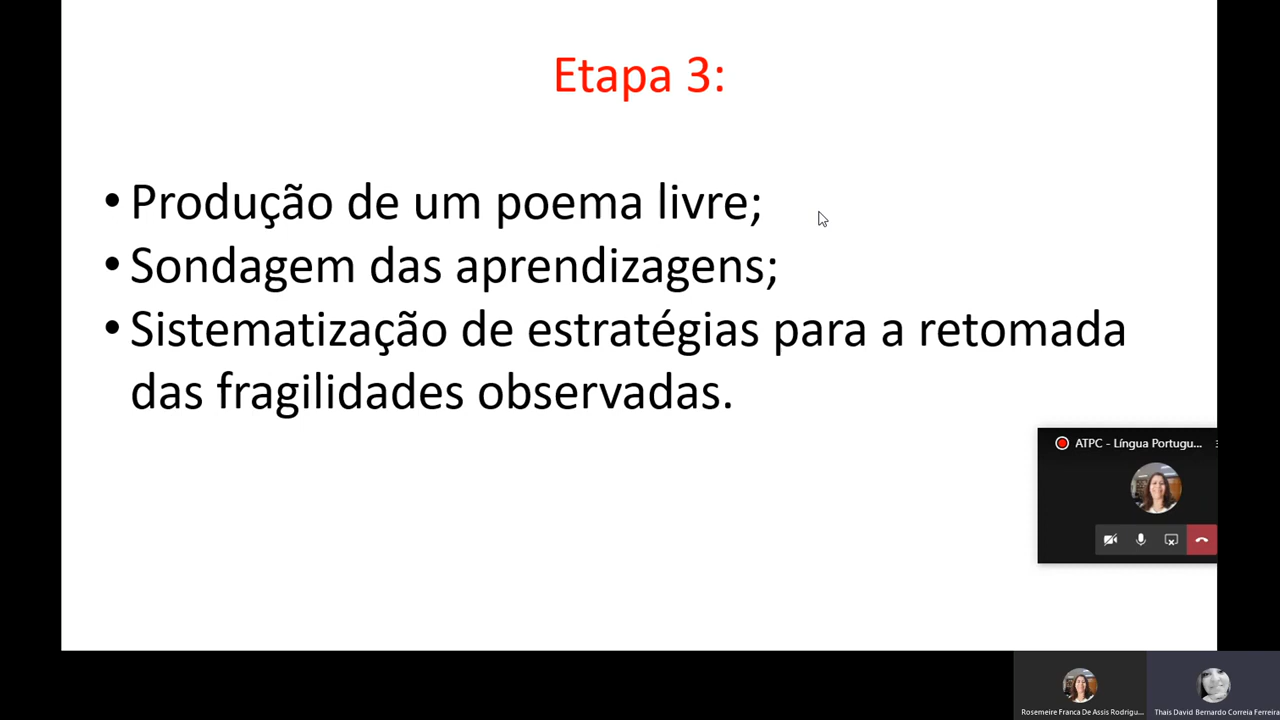 Etapa 3:
• Produção de um poema livre;
• Sondagem das aprendizagens;
• Sistematização de estratégias para a retomada
das fragilidades observadas.
ATPC - Língua Portugu...
Rosemeire Franca De Assis Rodrigu...
Thais David Bernardo Correia Ferreira